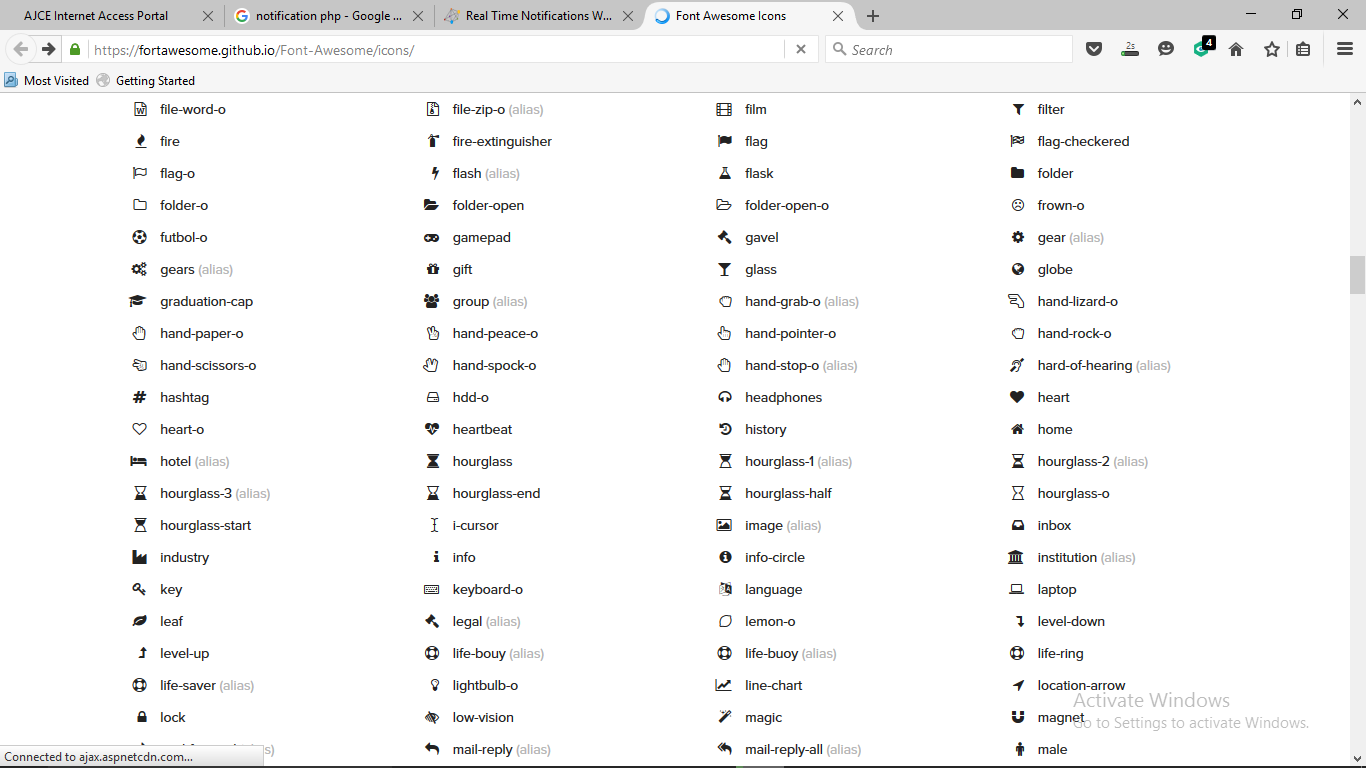 AJCE Internet Access Portal
notification php - Google ...
Real Time Notifications W...
Font Awesome Icons
https://fortawesome.github.io/Font-Awesome/icons/
Search
2s
4
Most Visited Getting Started
file-word-o file-zip-o (alias) film filter
fire fire-extinguisher flag flag-checkered
flag-o flash (alias) flask folder
folder-o folder-open folder-open-o frown-o
futbol-o gamepad gavel gear (alias)
gears (alias) gift glass globe
graduation-cap group (alias) hand-grab-o (alias) hand-lizard-o
hand-paper-o hand-peace-o hand-pointer-o hand-rock-o
hand-scissors-o hand-spock-o hand-stop-o (alias) hard-of-hearing (alias)
hashtag hdd-o headphones heart
heart-o heartbeat history home
hotel (alias) hourglass hourglass-1 (alias) hourglass-2 (alias)
hourglass-3 (alias) hourglass-end hourglass-half hourglass-o
hourglass-start i-cursor image (alias) inbox
industry info info-circle institution (alias)
key keyboard-o language laptop
leaf legal (alias) lemon-o level-down
level-up life-bouy (alias) life-buoy (alias) life-ring
life-saver (alias) lightbulb-o line-chart location-arrow
lock low-vision magic magnet
mail-reply (alias) mail-reply-all (alias) male
Activate Windows
Go to Settings to activate Windows.
Connected to ajax.aspnetcdn.com...